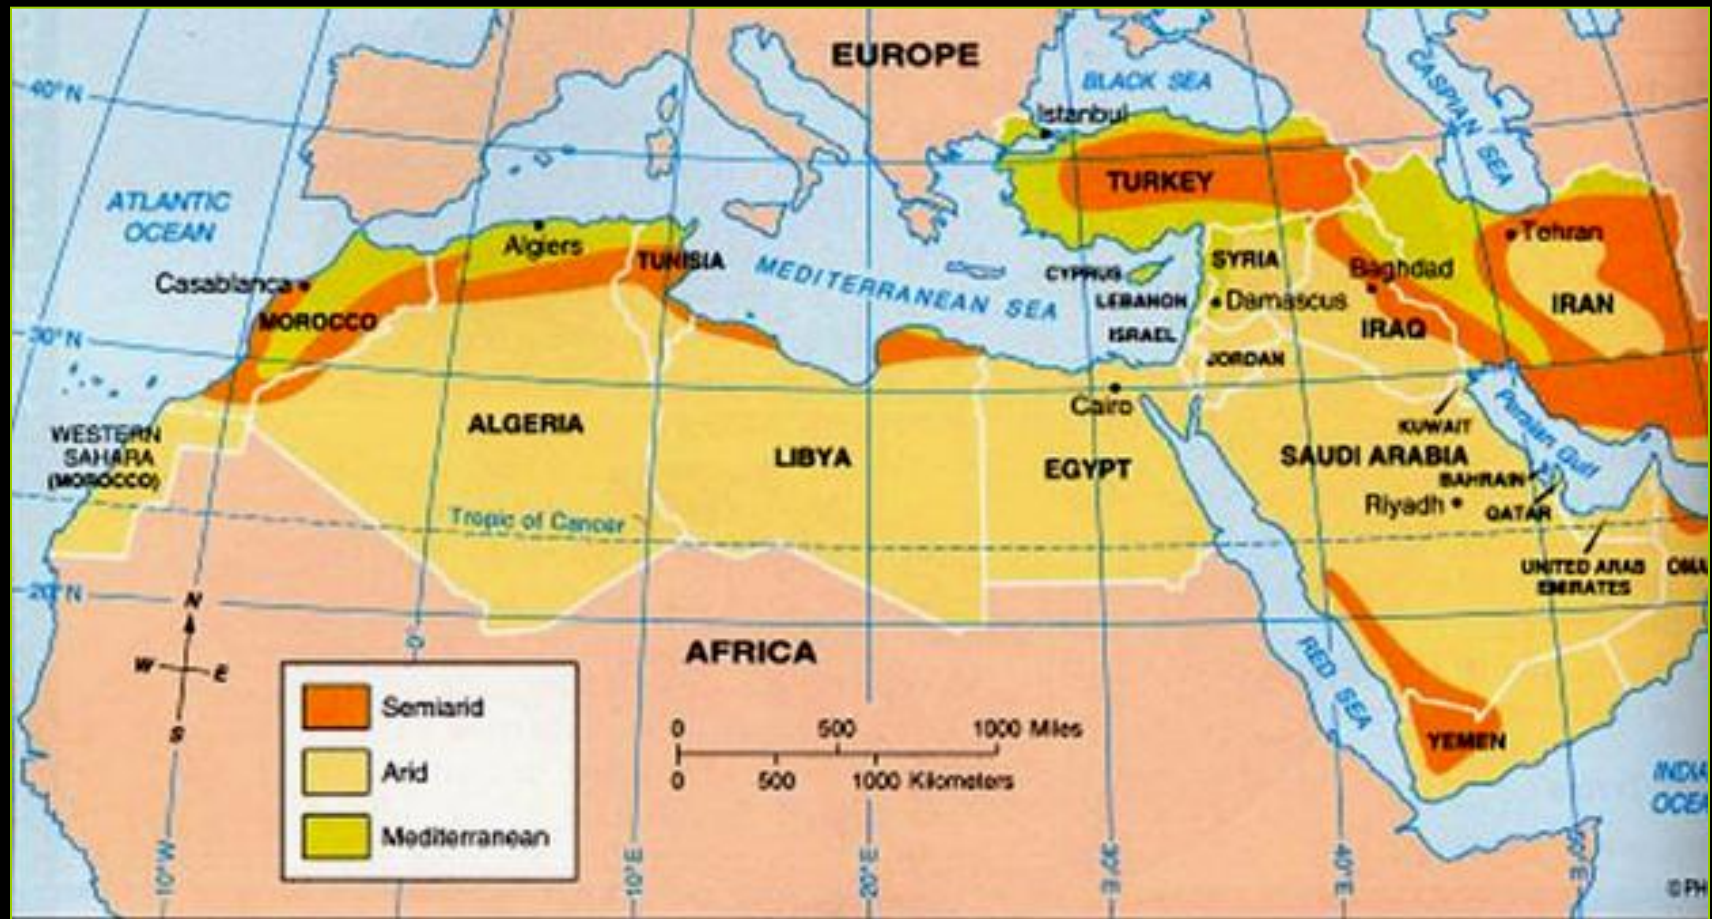 EUROPE
BLACK SEA
CASPIAN SEA
40° N
Istanbul
TURKEY
ATLANTIC
OCEAN
Algiers
TUNISIA
Tehran
Casablanca
MEDITERRANEAN SEA
CYPRUS
SYRIA
Baghdad
LEBANON
Damascus
IRAN
MOROCCO
ISRAEL
IRAQ
30° N
JORDAN
Cairo
Persian Gulf
ALGERIA
KUWAIT
WESTERN
SAHARA
(MOROCCO)
LIBYA
EGYPT
SAUDI ARABIA
BAHRAIN
Riyadh
QATAR
Tropic of Cancer
UNITED ARAB
EMIRATES
OMA
20° N
N
W
E
S
0
AFRICA
RED SEA
Semiarid
Arid
Mediterranean
0 500 1000 Miles
0 500 1000 Kilometers
YEMEN
INDIA
OCEA
10° W
10° E
20° E
30° E
40° E
50° E
© PH